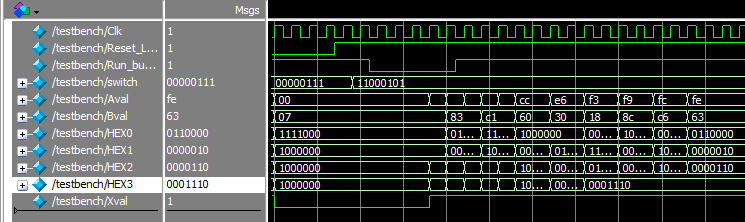 Msgs
/testbench/Clk 1
/testbench/Reset_L... 1
/testbench/Run_bu... 1
/testbench/switch 00000111 00000111 11000101
/testbench/Aval fe 00 cc e6 f3 f9 fc fe
/testbench/Bval 63 07 83 c1 60 30 18 8c c6 63
/testbench/HEX0 0110000 1111000 01... 11... 1000000 00... 10... 0110000
/testbench/HEX1 0000010 1000000 00... 10... 00... 01... 11... 00... 10... 0000010
/testbench/HEX2 0000110 1000000 10... 00... 01... 00... 10... 0000110
/testbench/HEX3 0001110 1000000 10... 00... 0001110
/testbench/Xval 1